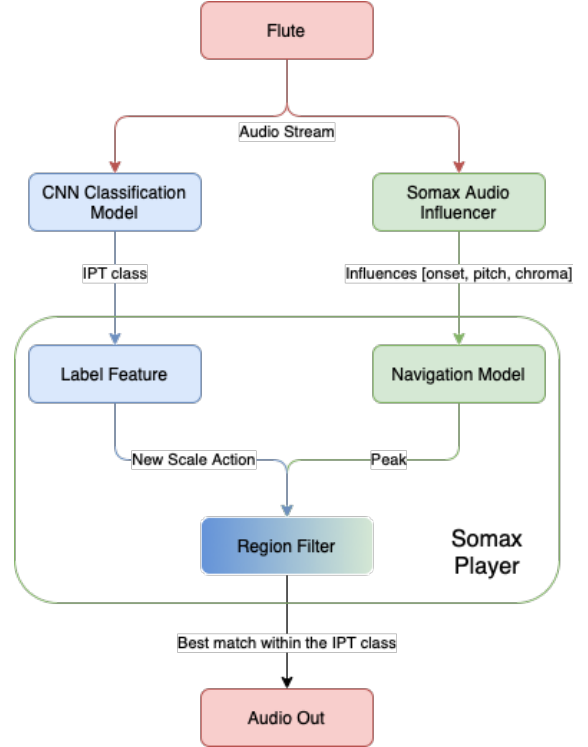 Flute
Audio Stream
CNN Classification
Model
Somax Audio
Influencer
IPT class
Influences [onset, pitch, chroma]
Label Feature
Navigation Model
New Scale Action
Peak
Region Filter
Somax
Player
Best match within the IPT class
Audio Out